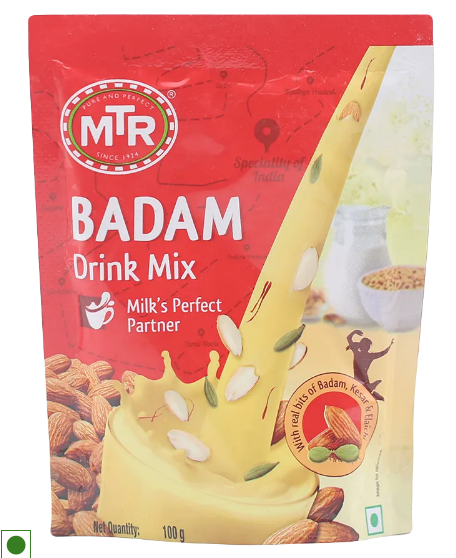 PURE AND PERFECT
MTR
®
SINCE 1924
Speciality of
India
BADAM
Drink Mix
Milk's Perfect
Partner
With real bits of Badam, Kesar & Elaichi
Net Quantity: 100 g